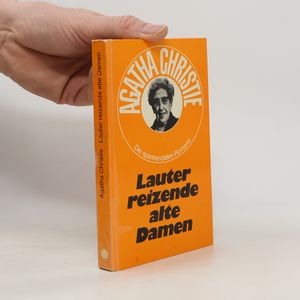 Agatha Christie · Lauter reizende alte Damen
AGATHA CHRISTIE
Die spannendsten Romane
Lauter
reizende
alte
Damen